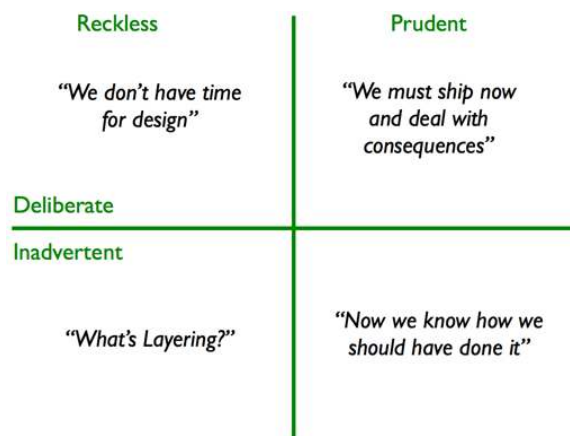 Reckless
Prudent
“We don’t have time
for design”
“We must ship now
and deal with
consequences”
Deliberate
Inadvertent
“What’s Layering?”
“Now we know how we
should have done it”